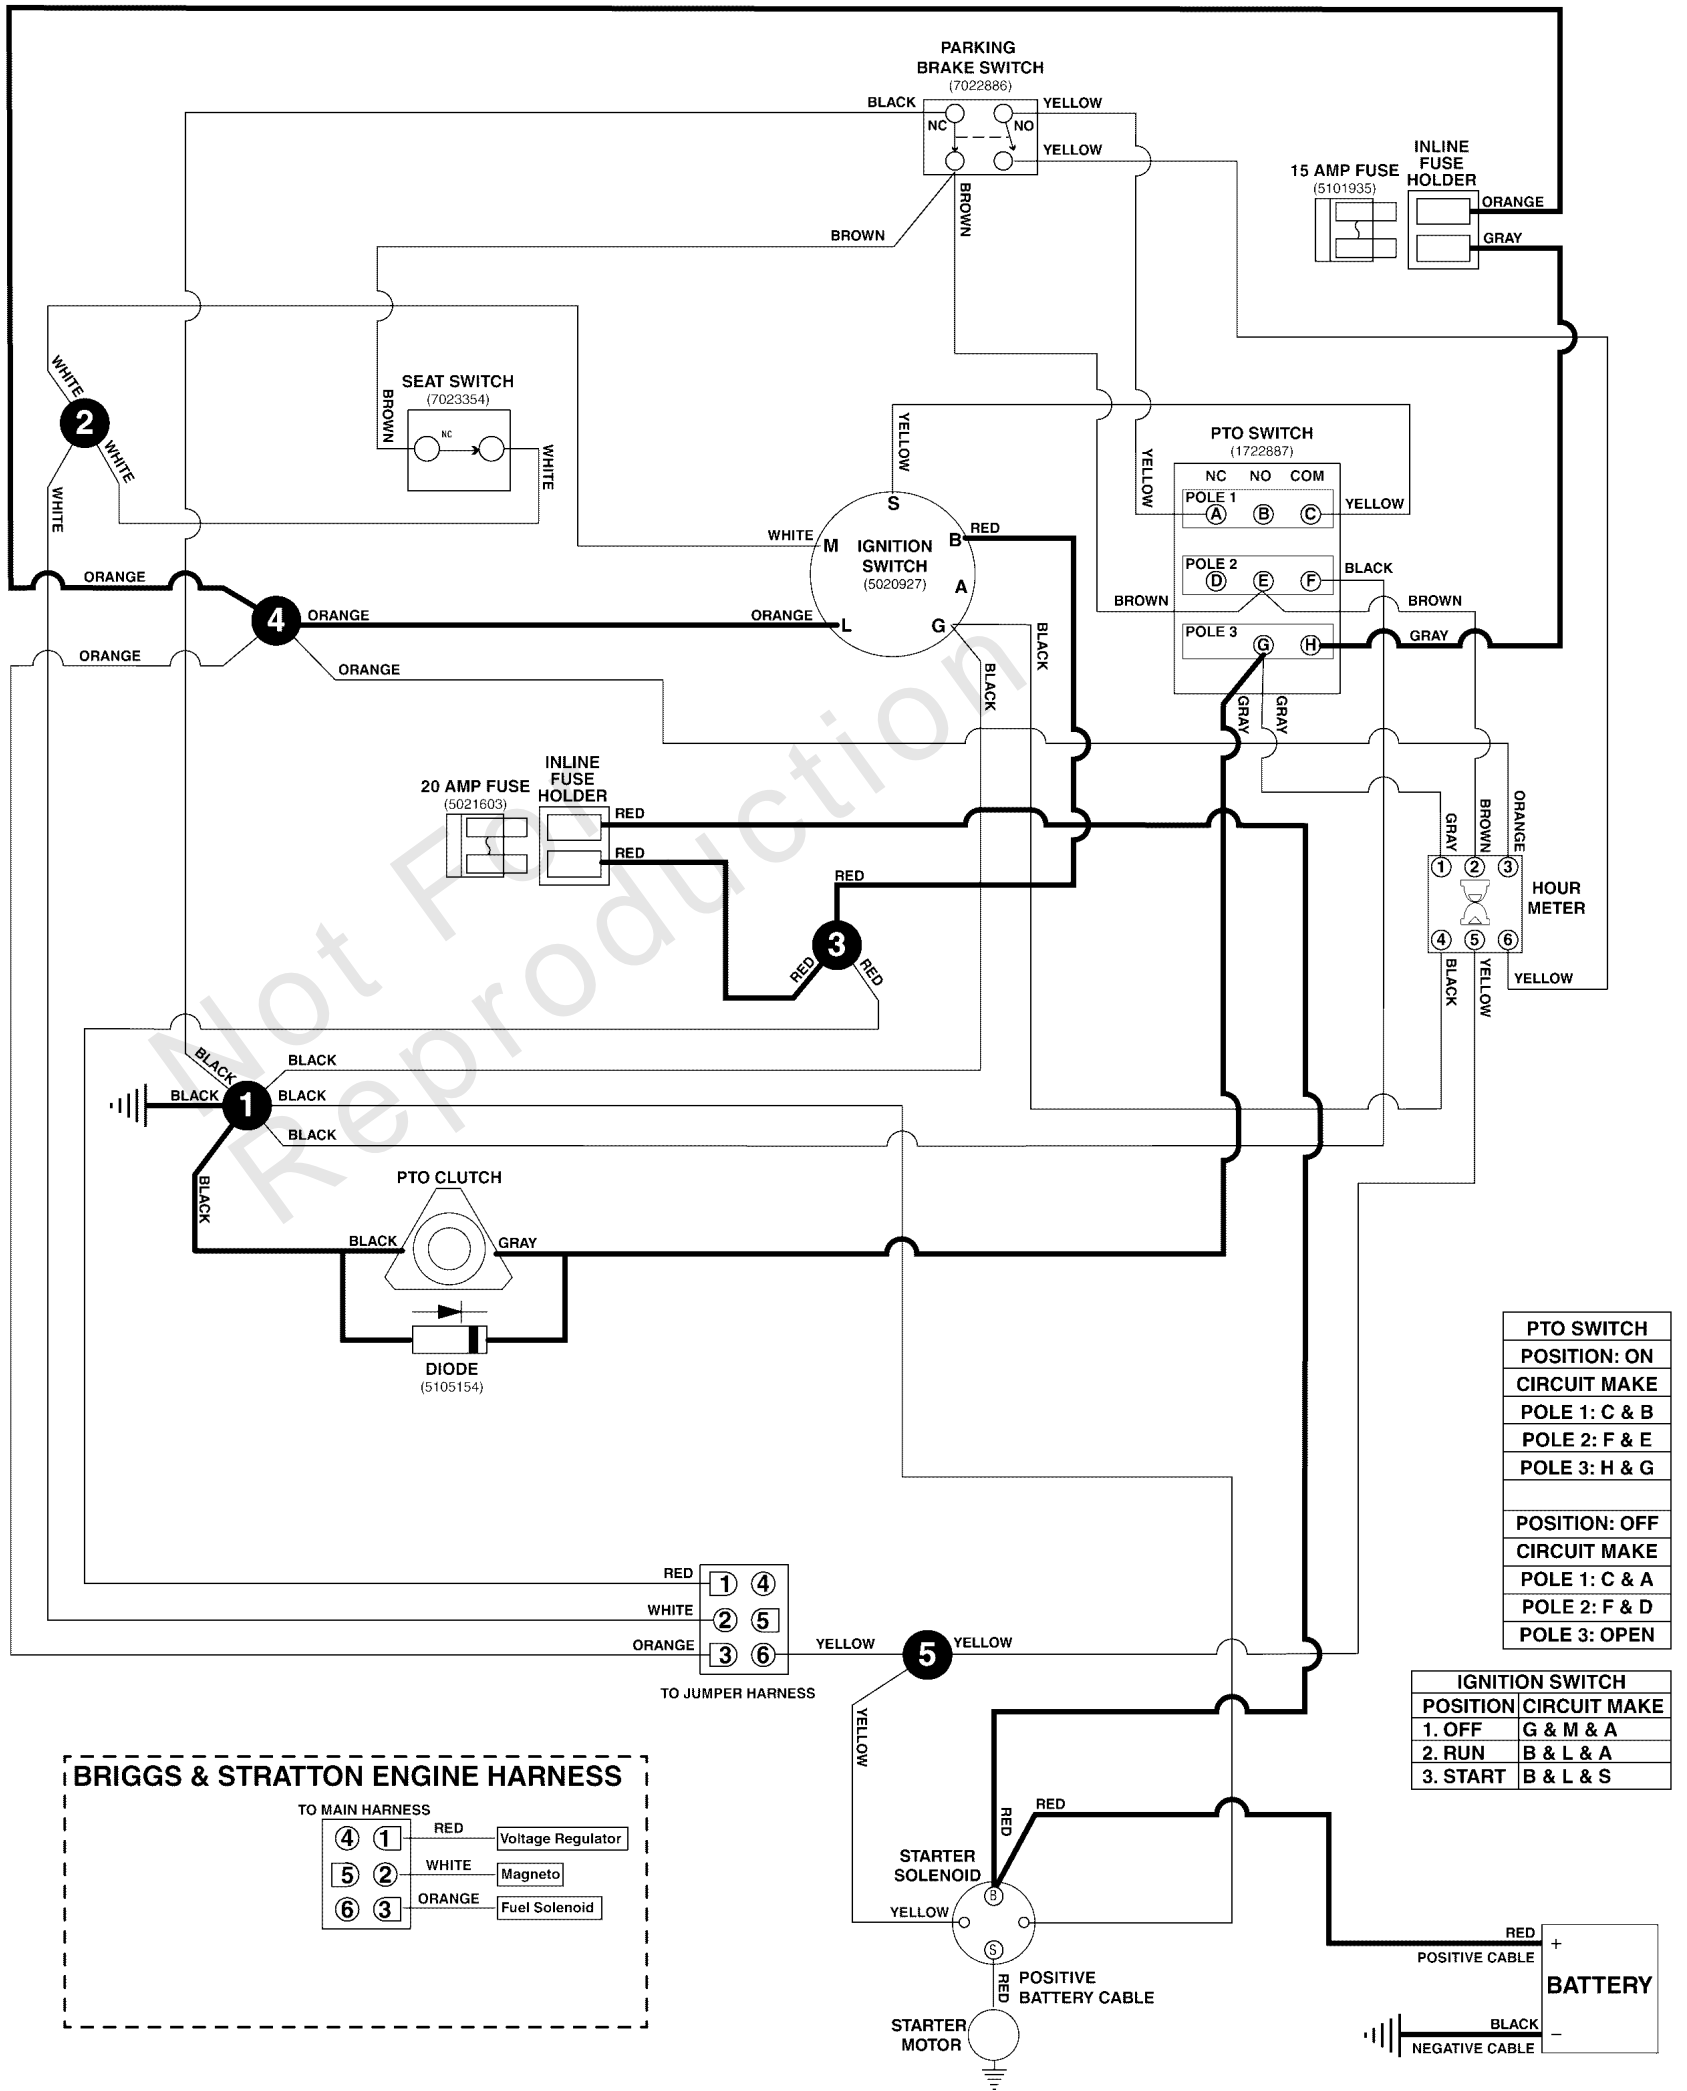 PARKING
BRAKE SWITCH
(7022886)
BLACK
YELLOW
NC
NO
YELLOW
BROWN
BROWN
15 AMP FUSE
(5101935)
INLINE
FUSE
HOLDER
ORANGE
GRAY
WHITE
2
WHITE
WHITE
SEAT SWITCH
(7023354)
BROWN
NC
WHITE
YELLOW
S
WHITE
M
IGNITION
SWITCH
(5020927)
B
RED
A
L
G
BLACK
BLACK
YELLOW
PTO SWITCH
(1722887)
NC NO COM
POLE 1
A B C
YELLOW
POLE 2
D E F
BLACK
BROWN
BROWN
POLE 3
G H
GRAY
GRAY
GRAY
ORANGE
4
ORANGE
ORANGE
ORANGE
ORANGE
20 AMP FUSE
(5021603)
INLINE
FUSE
HOLDER
RED
RED
RED
3
RED
RED
GRAY
BROWN
ORANGE
1 2 3
HOUR
METER
4 5 6
BLACK
YELLOW
YELLOW
Not For
Reproduction
BLACK
BLACK
BLACK
1
BLACK
BLACK
BLACK
PTO CLUTCH
BLACK
GRAY
DIODE
(5105154)
PTO SWITCH
POSITION: ON
CIRCUIT MAKE
POLE 1: C & B
POLE 2: F & E
POLE 3: H & G
POSITION: OFF
CIRCUIT MAKE
POLE 1: C & A
POLE 2: F & D
POLE 3: OPEN
RED
1 4
WHITE
2 5
ORANGE
3 6
YELLOW
5
YELLOW
TO JUMPER HARNESS
YELLOW
IGNITION SWITCH
POSITION CIRCUIT MAKE
1. OFF G & M & A
2. RUN B & L & A
3. START B & L & S
BRIGGS & STRATTON ENGINE HARNESS
TO MAIN HARNESS
4 1 RED Voltage Regulator
5 2 WHITE Magneto
6 3 ORANGE Fuel Solenoid
RED
RED
STARTER
SOLENOID
B
YELLOW
S
RED
POSITIVE
BATTERY CABLE
STARTER
MOTOR
RED
POSITIVE CABLE
+
BATTERY
BLACK
−
NEGATIVE CABLE